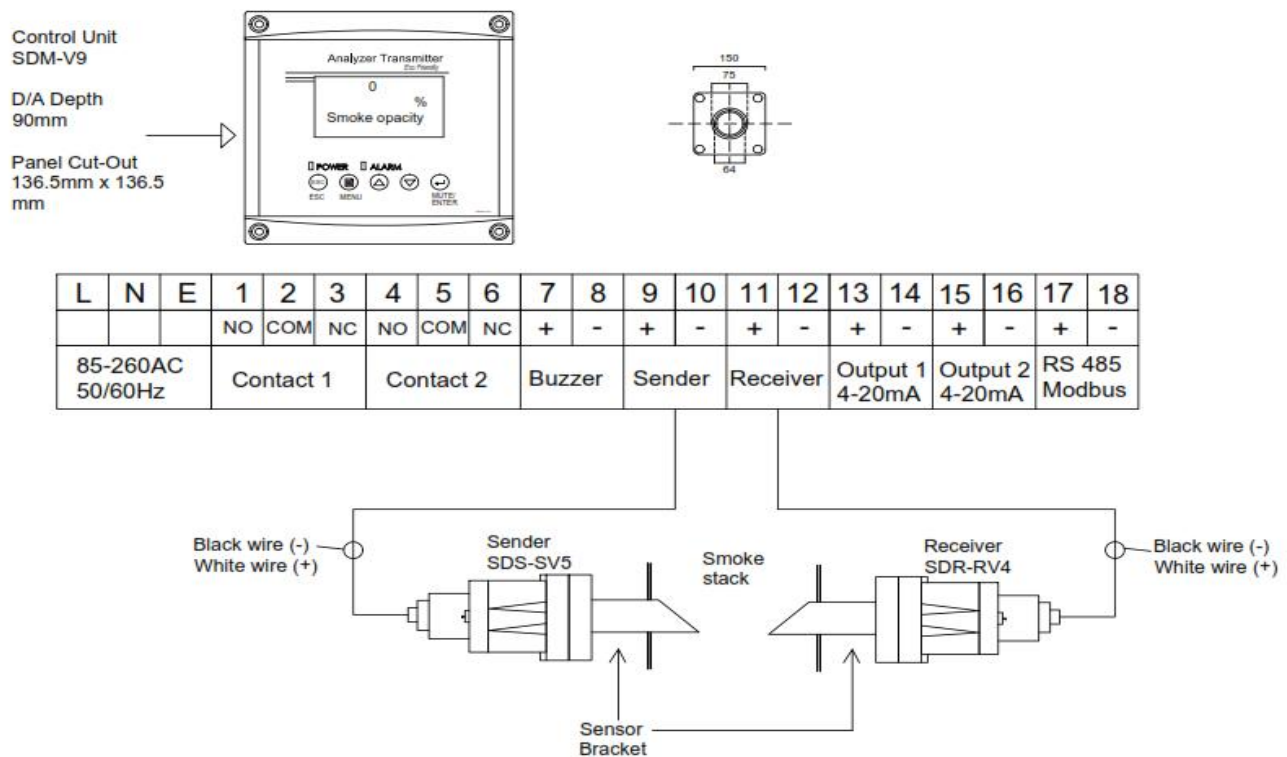 Control Unit
SDM-V9
D/A Depth
90mm
Panel Cut-Out
136.5mm x 136.5
mm
Analyzer Transmitter
Eco Friendly
0
%
Smoke opacity
POWER ALARM
ESC MENU MUTE/
ENTER
150
75
64
L N E 1 2 3 4 5 6 7 8 9 10 11 12 13 14 15 16 17 18
NO COM NC NO COM NC + - + - + - + - + - + -
85-260AC
50/60Hz
Contact 1
Contact 2
Buzzer
Sender
Receiver
Output 1
4-20mA
Output 2
4-20mA
RS 485
Modbus
Black wire (-)
White wire (+)
Sender
SDS-SV5
Smoke
stack
Receiver
SDR-RV4
Black wire (-)
White wire (+)
Sensor
Bracket